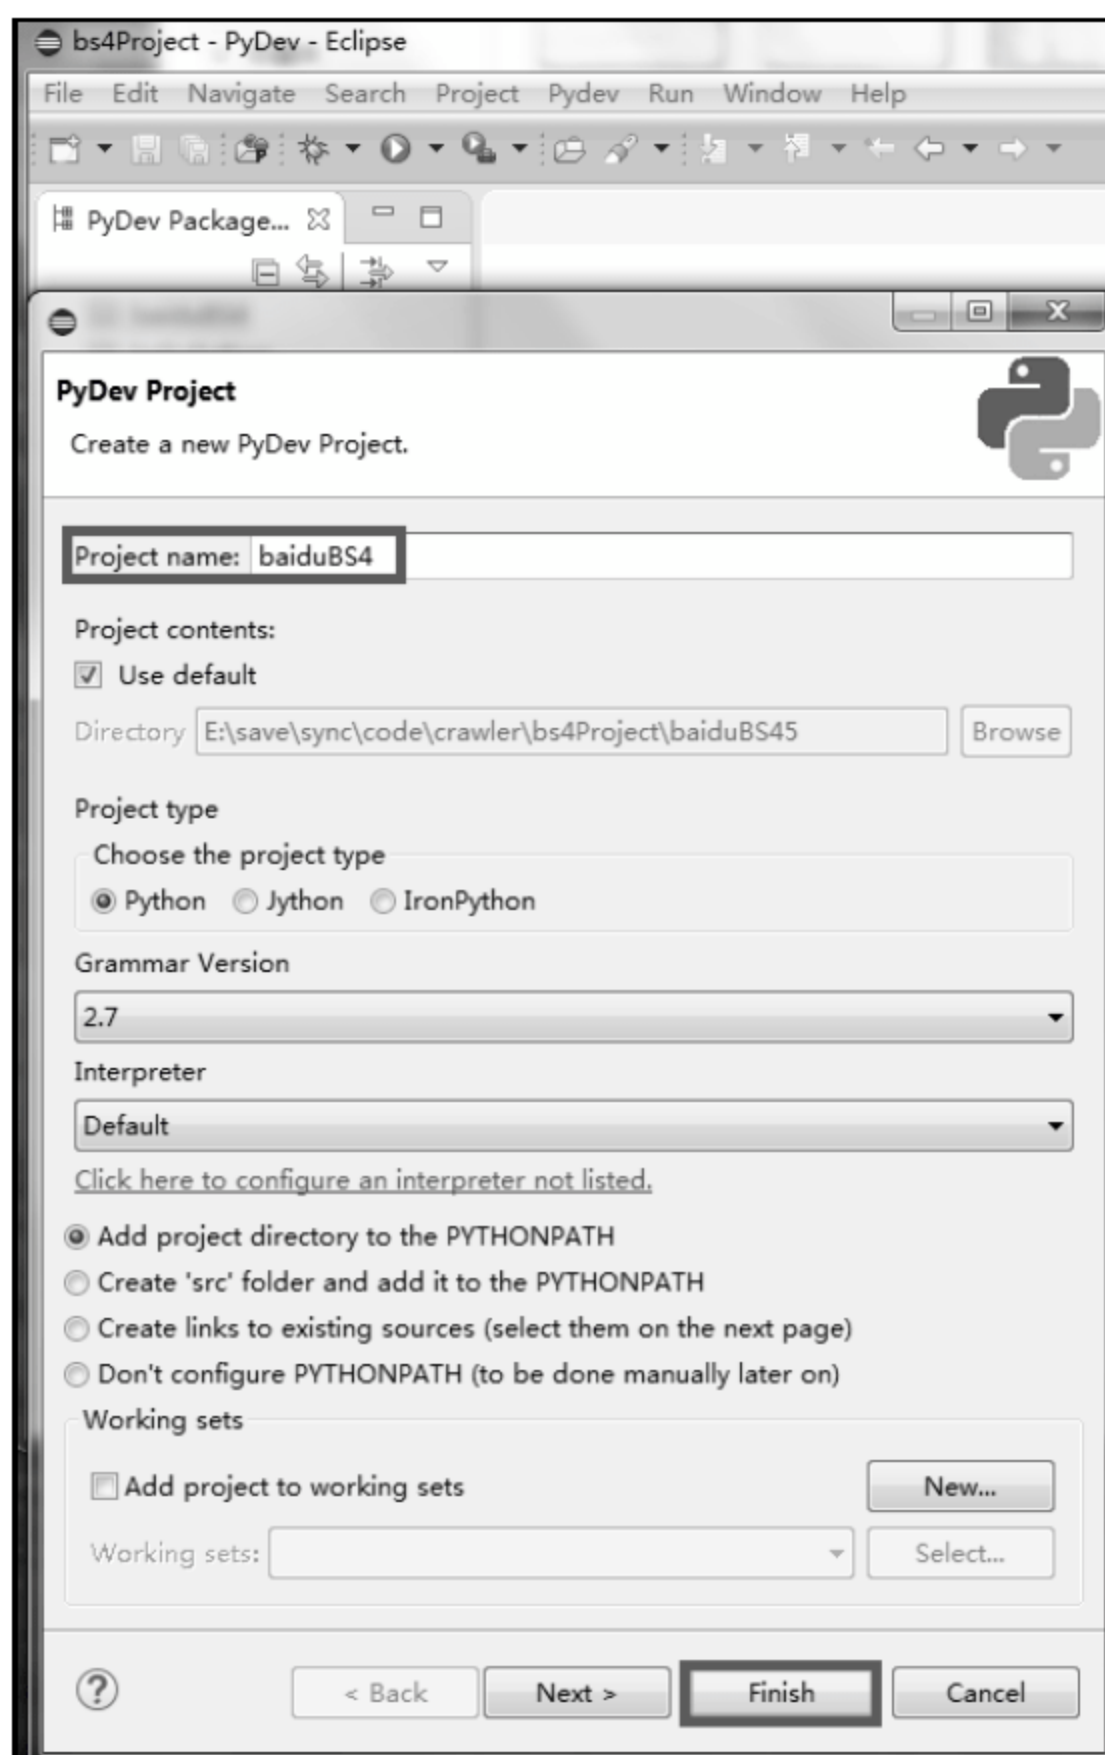 bs4Project - PyDev - Eclipse
File Edit Navigate Search Project Pydev Run Window Help
PyDev Package...
PyDev Project
Create a new PyDev Project.
Project name: baiduBS4
Project contents:
Use default
Directory E:\save\sync\code\crawler\bs4Project\baiduBS45 Browse
Project type
Choose the project type
Python Jython IronPython
Grammar Version
2.7
Interpreter
Default
Click here to configure an interpreter not listed.
Add project directory to the PYTHONPATH
Create 'src' folder and add it to the PYTHONPATH
Create links to existing sources (select them on the next page)
Don't configure PYTHONPATH (to be done manually later on)
Working sets
Add project to working sets New...
Working sets: Select...
? < Back Next > Finish Cancel